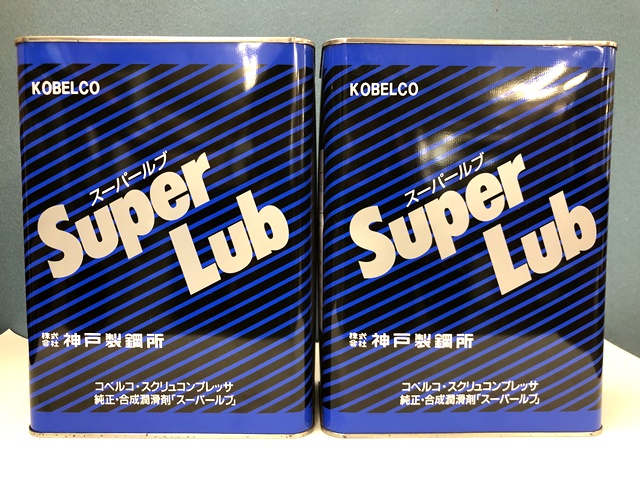 KOBELCO
スーパールブ
Super
Lub
株式会社 神戸製鋼所
コベルコ・スクリュコンプレッサ
純正・合成潤滑剤「スーパールブ」
KOBELCO
スーパールブ
Super
Lub
株式会社 神戸製鋼所
コベルコ・スクリュコンプレッサ
純正・合成潤滑剤「スーパールブ」